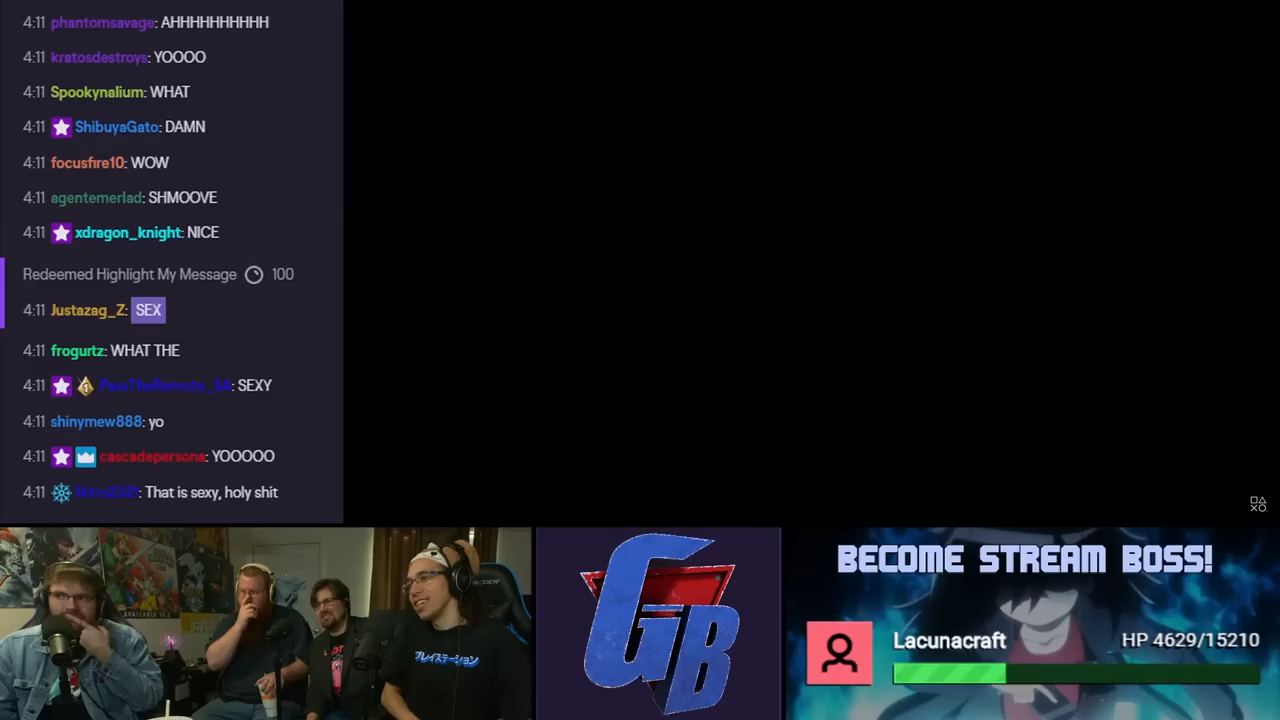 4:11 phantomsavage: AHHHHHHHHHH
4:11 kratosdestroys: YOOOO
4:11 Spookynalium: WHAT
4:11 ShibuyaGato: DAMN
4:11 focusfire10: WOW
4:11 agentemerlad: SHMOOVE
4:11 xdragon_knight: NICE
Redeemed Highlight My Message 100
4:11 Justazag_Z: SEX
4:11 frogurtz: WHAT THE
4:11 PassTheRemote_SA: SEXY
4:11 shinymew888: yo
4:11 cascadepersona: YOOOOO
4:11 Nitro2321: That is sexy, holy shit
プレイステーション
GB
BECOME STREAM BOSS!
Lacunacraft HP 4629/15210